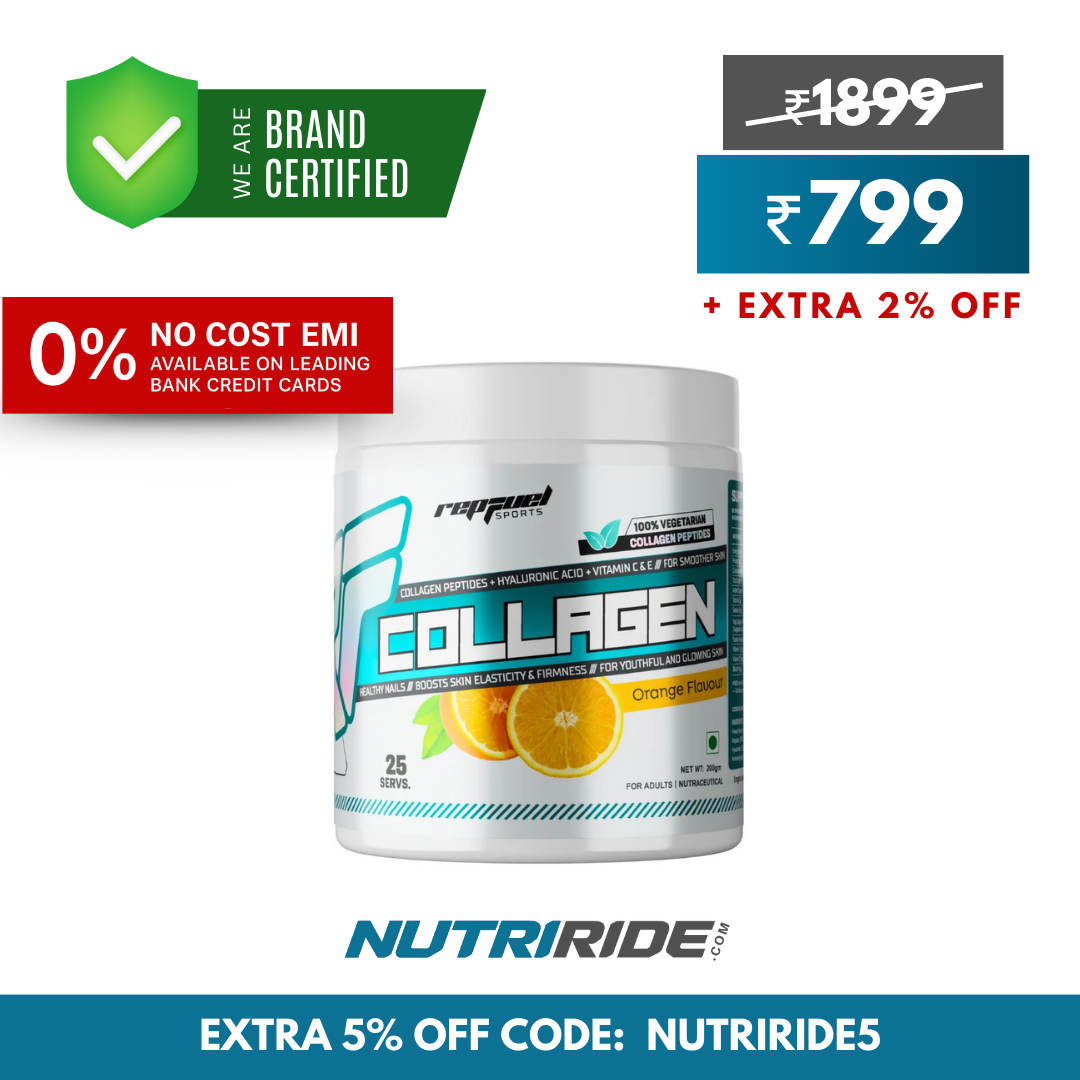 WE ARE
BRAND
CERTIFIED
₹1899
₹799
+ EXTRA 2% OFF
0%
NO COST EMI
AVAILABLE ON LEADING
BANK CREDIT CARDS
repfuel
SPORTS
100% VEGETARIAN
COLLAGEN PEPTIDES
COLLAGEN PEPTIDES + HYALURONIC ACID + VITAMIN C & E /// FOR SMOOTHER SKIN
COLLAGEN
HEALTHY NAILS /// BOOSTS SKIN ELASTICITY & FIRMNESS /// FOR YOUTHFUL AND GLOWING SKIN
Orange Flavour
25
SERVS.
NET WT: 200gm
FOR ADULTS | NUTRACEUTICAL
NUTRIRIDE.COM
EXTRA 5% OFF CODE: NUTRIRIDE5